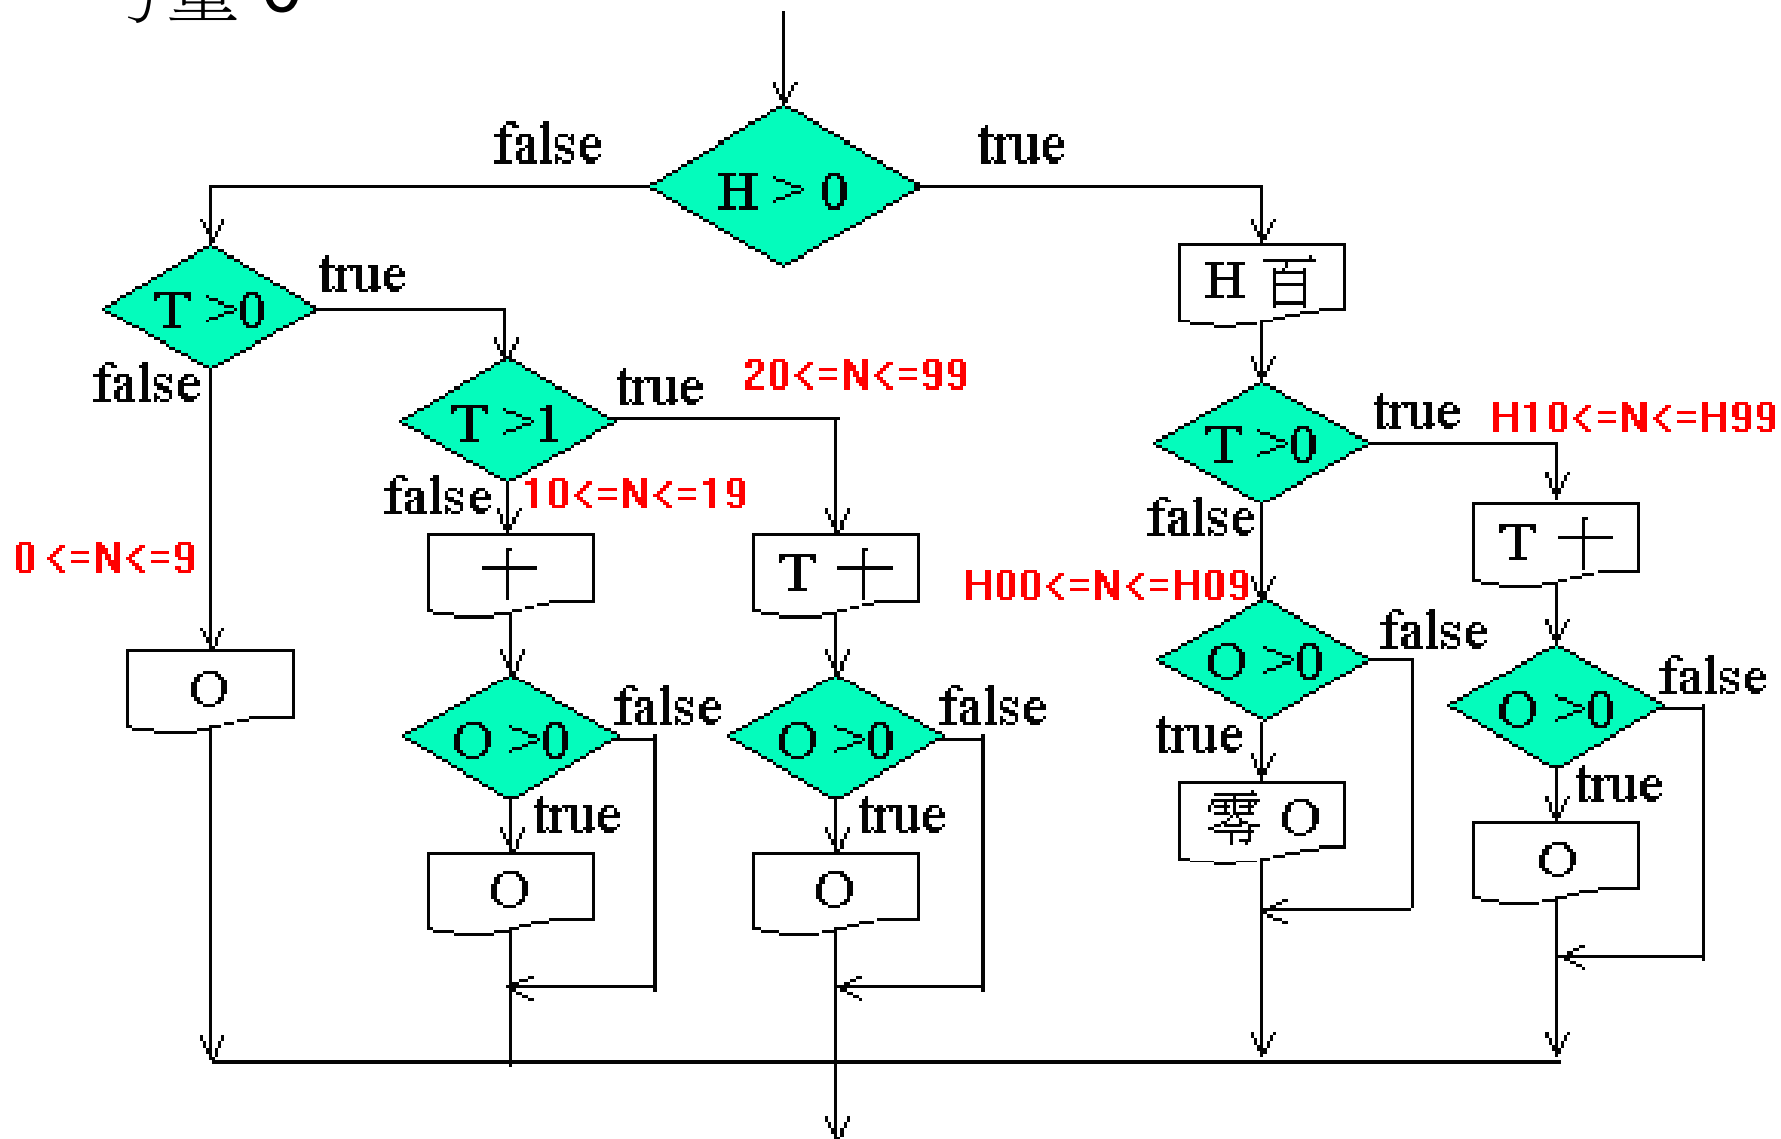 false
true
H > 0
true
T >0
H 百
false
true
20<=N<=99
T >1
true
H10<=N<=H99
T >0
false
10<=N<=19
false
0 <=N<=9
十
T 十
T 十
H00<=N<=H09
false
O >0
false
O
false
false
O >0
O >0
O >0
true
true
true
true
零 O
O
O
O